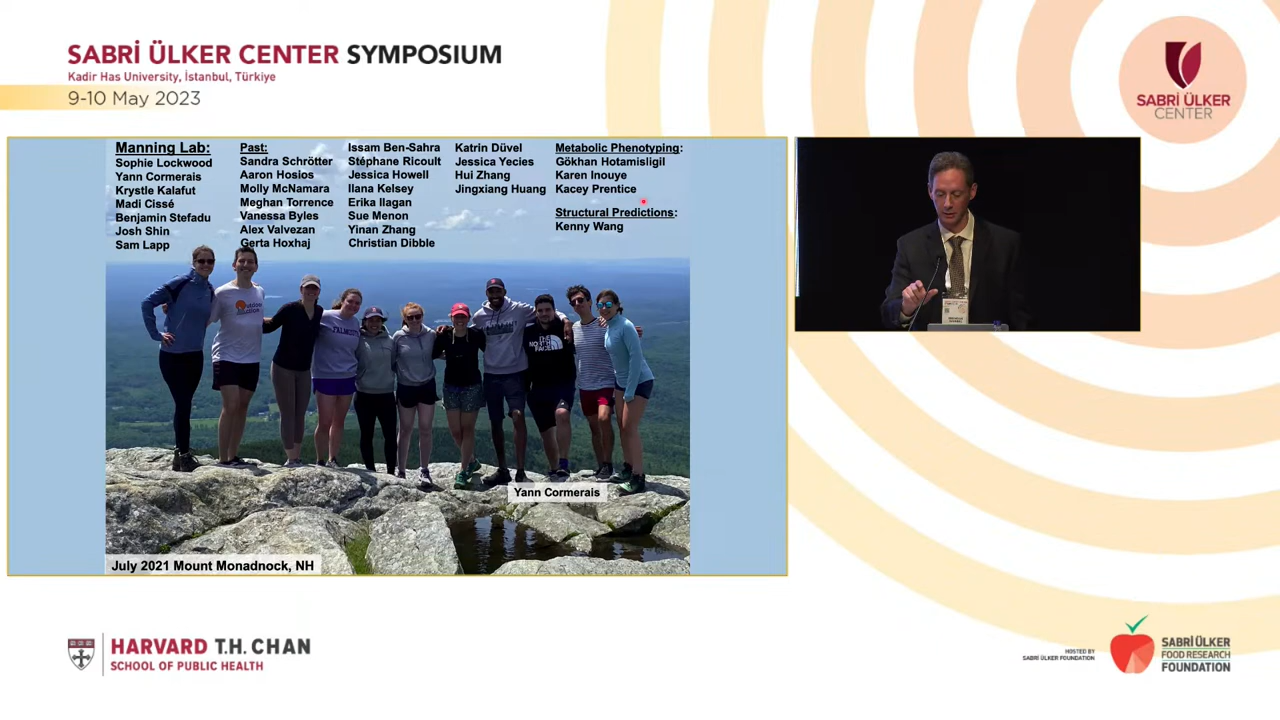 SABRİ ÜLKER CENTER SYMPOSIUM
Kadir Has University, İstanbul, Türkiye
9-10 May 2023
SABRİ ÜLKER
CENTER
Manning Lab:
Sophie Lockwood
Yann Cormerais
Krystle Kalafut
Madi Cissé
Benjamin Stefadu
Josh Shin
Sam Lapp
Past:
Sandra Schrötter
Aaron Hosios
Molly McNamara
Meghan Torrence
Vanessa Byles
Alex Valvezan
Gerta Hoxhaj
Issam Ben-Sahra
Stéphane Ricoult
Jessica Howell
Ilana Kelsey
Erika Ilagan
Sue Menon
Yinan Zhang
Christian Dibble
Katrin Düvel
Jessica Yecies
Hui Zhang
Jingxiang Huang
Metabolic Phenotyping:
Gökhan Hotamisligil
Karen Inouye
Kacey Prentice
Structural Predictions:
Kenny Wang
Yann Cormerais
July 2021 Mount Monadnock, NH
HARVARD T.H. CHAN
SCHOOL OF PUBLIC HEALTH
HOSTED BY
SABRİ ÜLKER FOUNDATION
SABRİ ÜLKER
FOOD RESEARCH
FOUNDATION